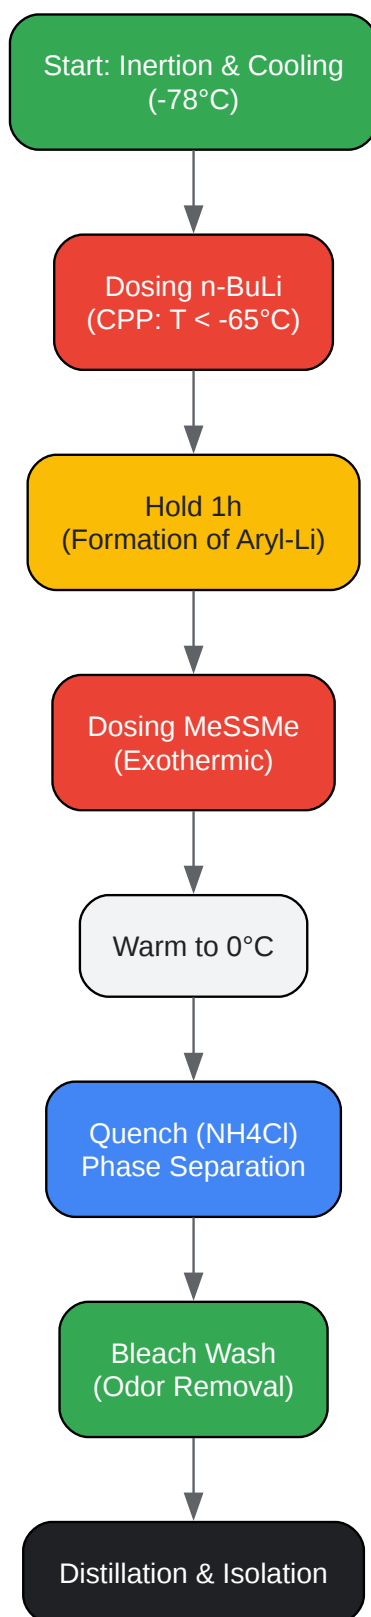 Start: Inertion & Cooling
(-78°C)
Dosing n-BuLi
(CPP: T < -65°C)
Hold 1h
(Formation of Aryl-Li)
Dosing MeSSMe
(Exothermic)
Warm to 0°C
Quench (NH4Cl)
Phase Separation
Bleach Wash
(Odor Removal)
Distillation & Isolation